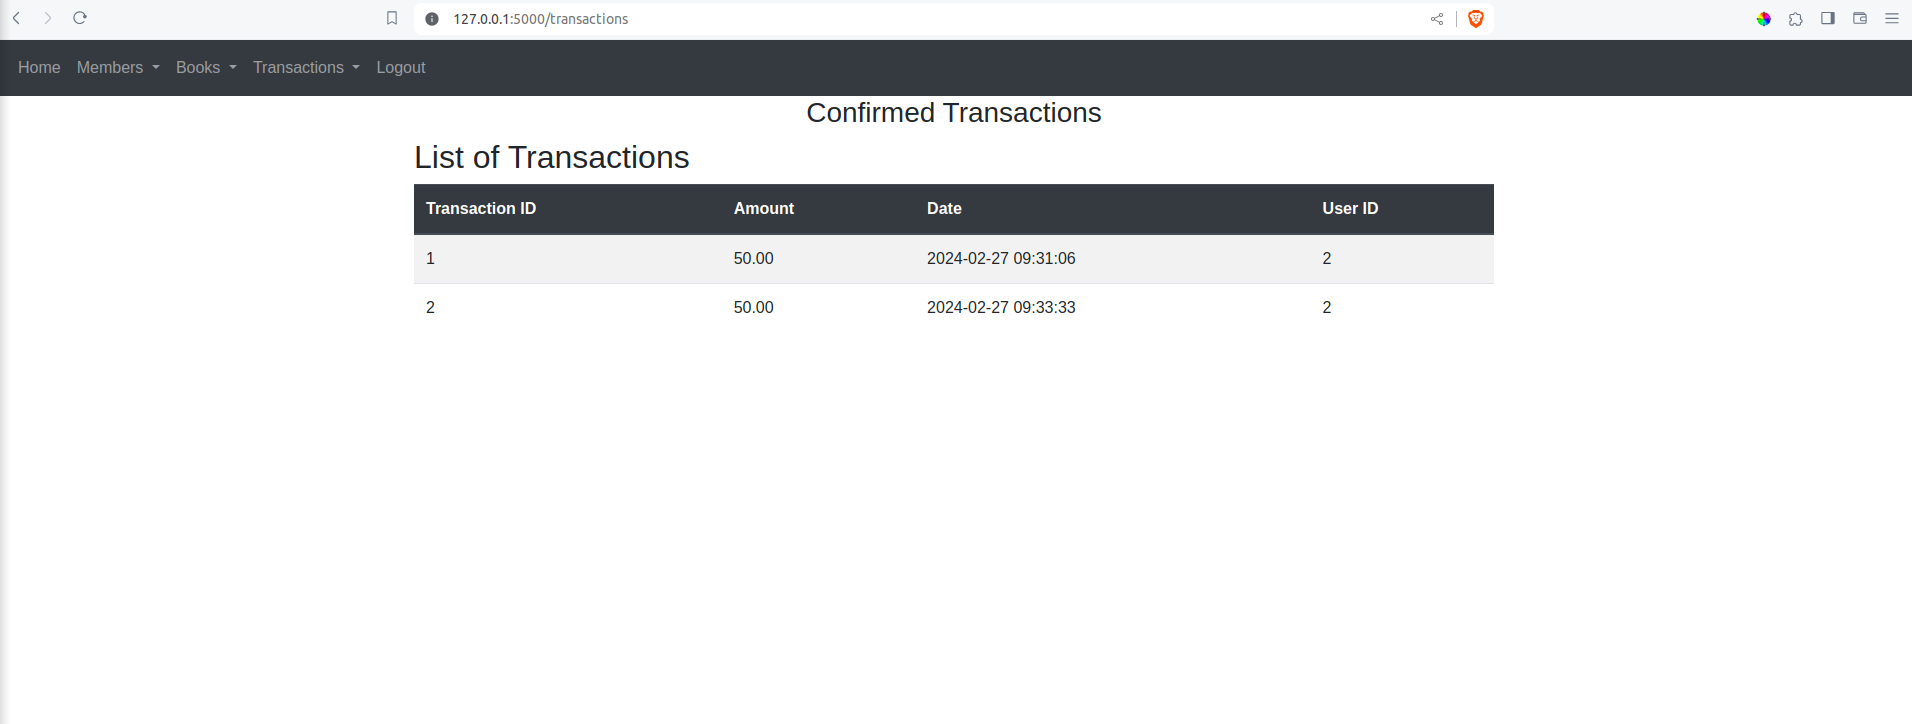 127.0.0.1:5000/transactions
Home Members Books Transactions Logout
Confirmed Transactions
List of Transactions
Transaction ID Amount Date User ID
1 50.00 2024-02-27 09:31:06 2
2 50.00 2024-02-27 09:33:33 2